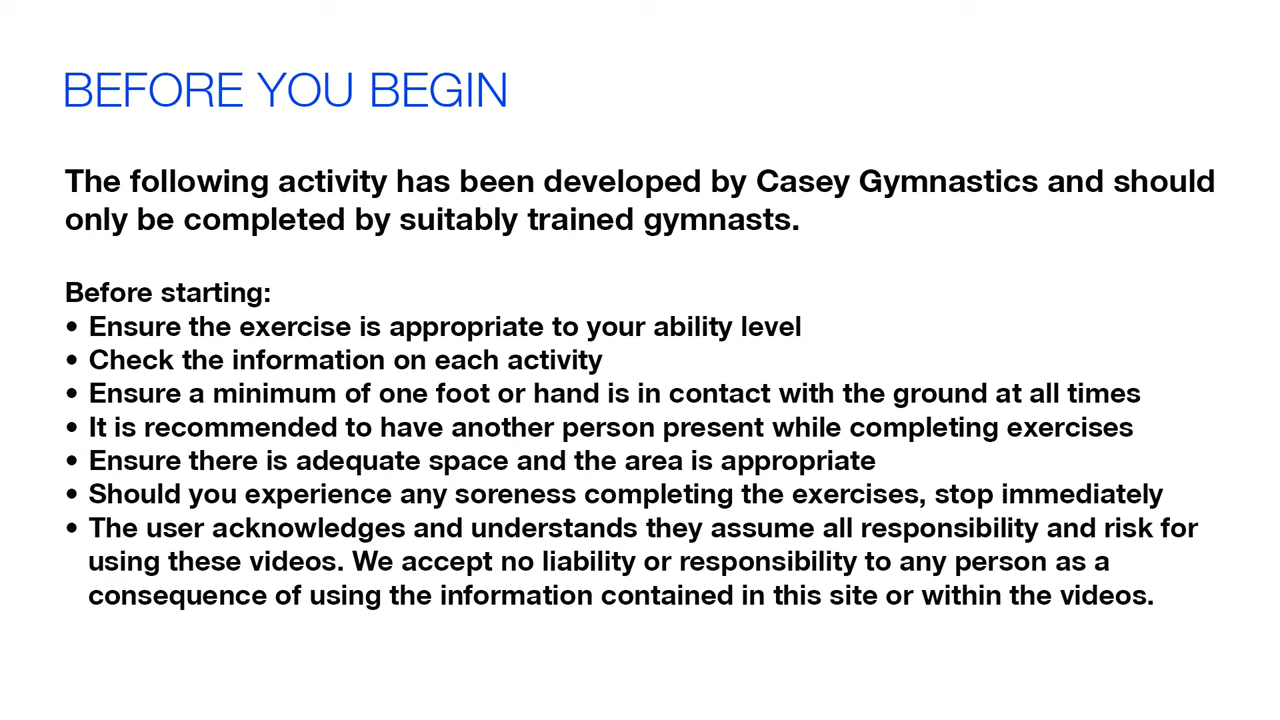 BEFORE YOU BEGIN
The following activity has been developed by Casey Gymnastics and should
only be completed by suitably trained gymnasts.
Before starting:
• Ensure the exercise is appropriate to your ability level
• Check the information on each activity
• Ensure a minimum of one foot or hand is in contact with the ground at all times
• It is recommended to have another person present while completing exercises
• Ensure there is adequate space and the area is appropriate
• Should you experience any soreness completing the exercises, stop immediately
• The user acknowledges and understands they assume all responsibility and risk for
using these videos. We accept no liability or responsibility to any person as a
consequence of using the information contained in this site or within the videos.